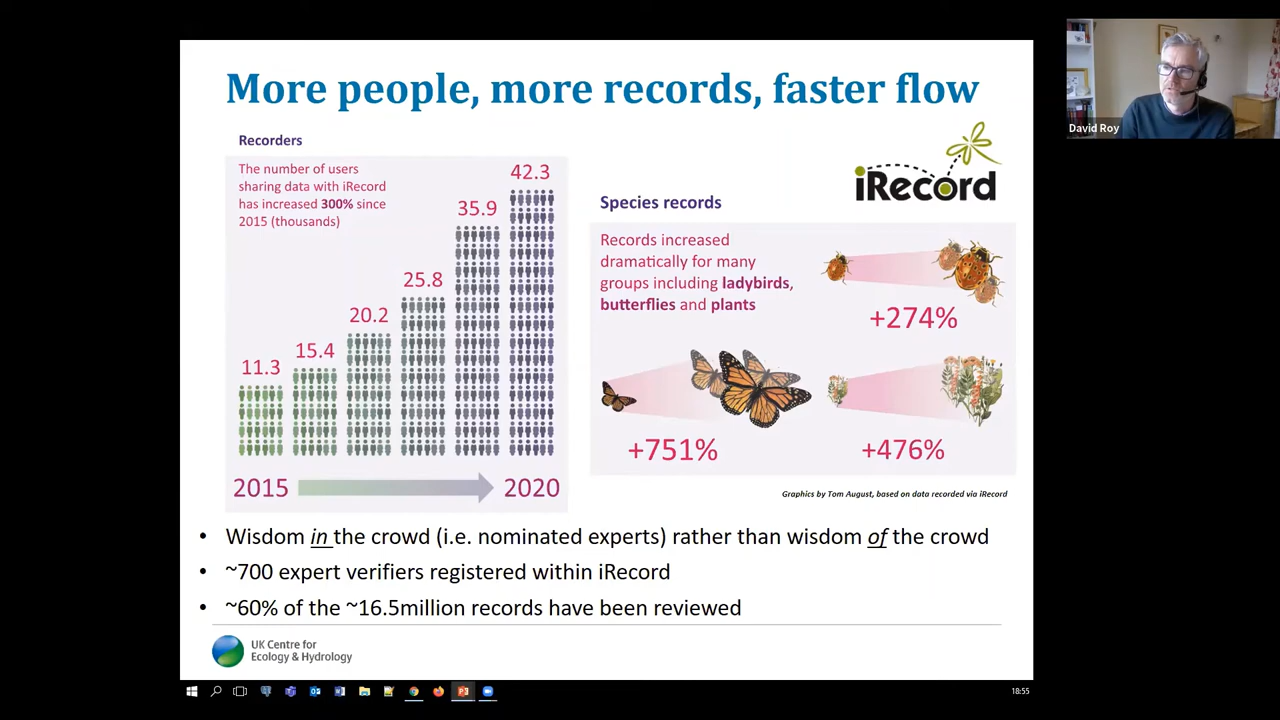 More people, more records, faster flow
David Roy
Recorders
The number of users
sharing data with iRecord
has increased 300% since
2015 (thousands)
11.3
15.4
20.2
25.8
35.9
42.3
2015
2020
iRecord
Species records
Records increased
dramatically for many
groups including ladybirds,
butterflies and plants
+274%
+751%
+476%
Graphics by Tom August, based on data recorded via iRecord
• Wisdom in the crowd (i.e. nominated experts) rather than wisdom of the crowd
• ~700 expert verifiers registered within iRecord
• ~60% of the ~16.5million records have been reviewed
UK Centre for
Ecology & Hydrology
18:55